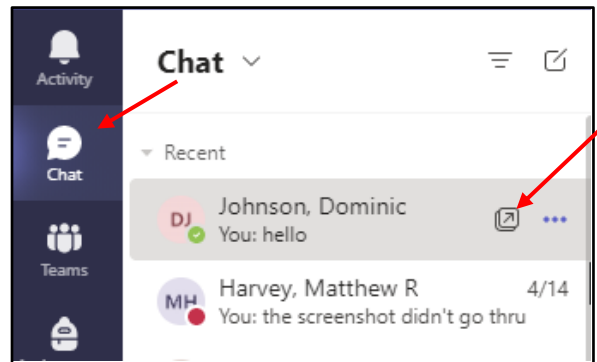 Activity
Chat
Teams
Chat
Recent
DJ
Johnson, Dominic
You: hello
MH
Harvey, Matthew R
4/14
You: the screenshot didn't go thru